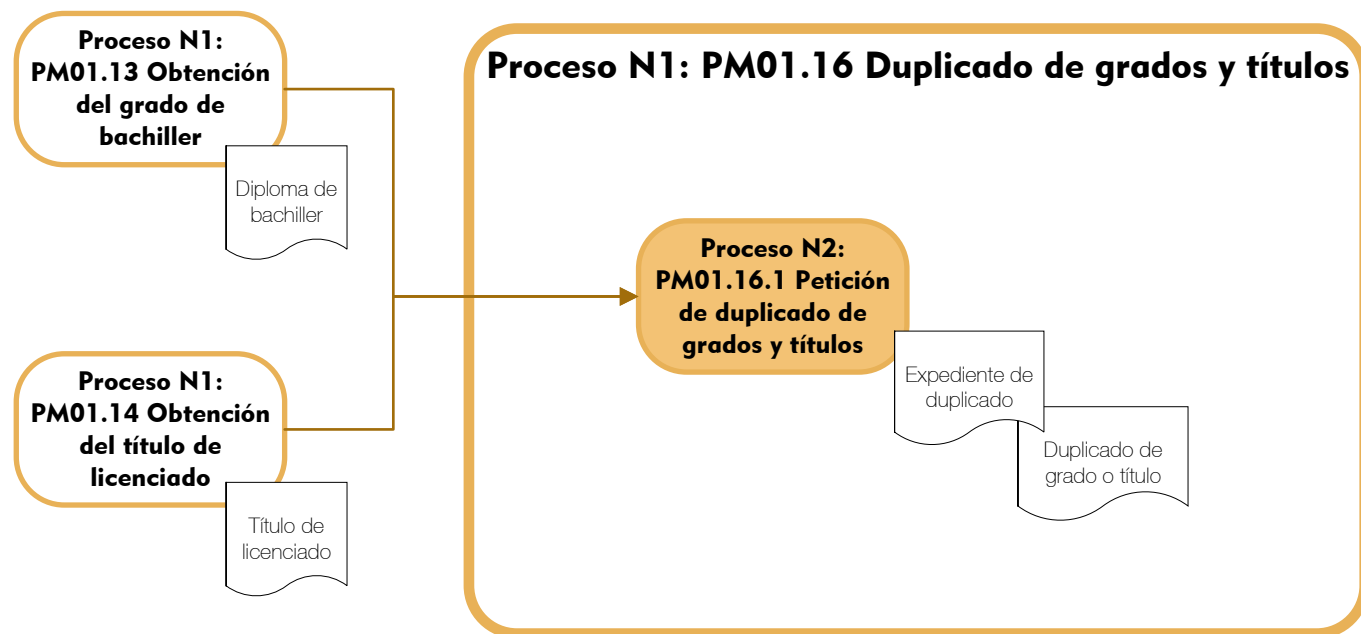 Proceso N1:
PM01.13 Obtención
del grado de
bachiller
Diploma de
bachiller
Proceso N1:
PM01.14 Obtención
del título de
licenciado
Título de
licenciado
Proceso N1: PM01.16 Duplicado de grados y títulos
Proceso N2:
PM01.16.1 Petición
de duplicado de
grados y títulos
Expediente de
duplicado
Duplicado de
grado o título